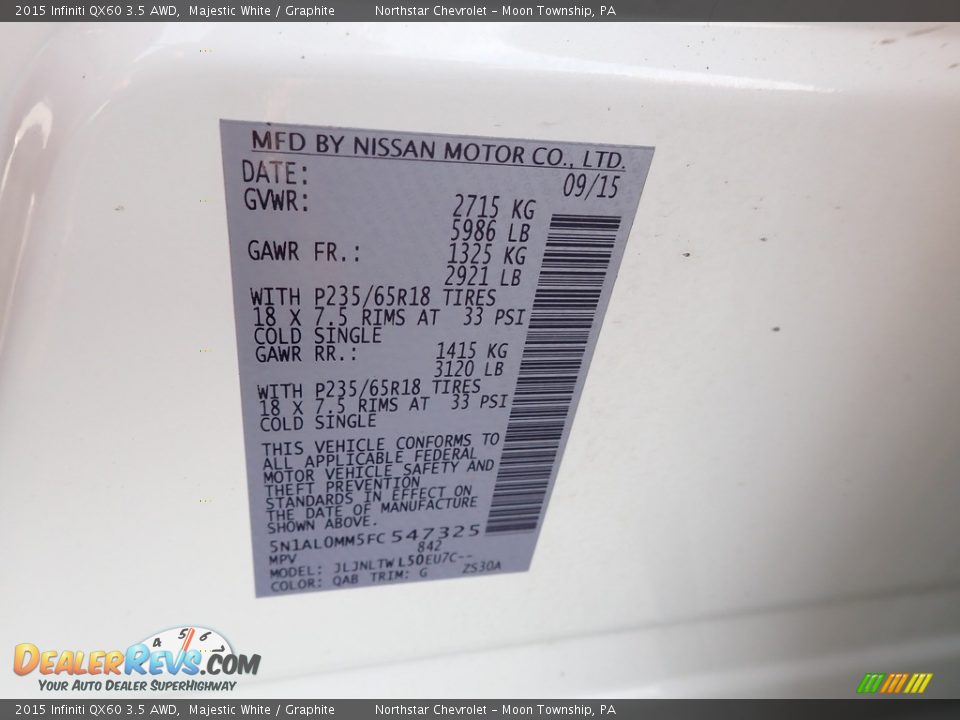 2015 Infiniti QX60 3.5 AWD, Majestic White / Graphite Northstar Chevrolet - Moon Township, PA
MFD BY NISSAN MOTOR CO., LTD.
DATE: 09/15
GVWR: 2715 KG
5986 LB
GAWR FR.: 1325 KG
2921 LB
WITH P235/65R18 TIRES
18 X 7.5 RIMS AT 33 PSI
COLD SINGLE
GAWR RR.: 1415 KG
3120 LB
WITH P235/65R18 TIRES
18 X 7.5 RIMS AT 33 PSI
COLD SINGLE
THIS VEHICLE CONFORMS TO
ALL APPLICABLE FEDERAL
MOTOR VEHICLE SAFETY AND
THEFT PREVENTION
STANDARDS IN EFFECT ON
THE DATE OF MANUFACTURE
SHOWN ABOVE.
5N1AL0MM5FC547325
MPV 842
MODEL: JLJNLTWL50EU7C--
COLOR: QAB TRIM: G ZS30A
4 5 6
DEALERREVS.COM
YOUR AUTO DEALER SUPERHIGHWAY
2015 Infiniti QX60 3.5 AWD, Majestic White / Graphite Northstar Chevrolet - Moon Township, PA